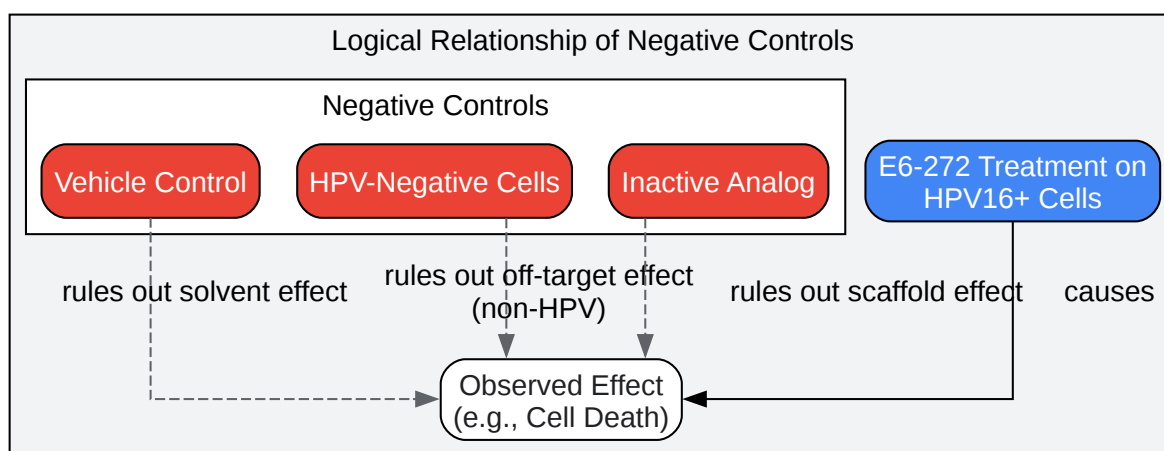 Logical Relationship of Negative Controls
Negative Controls
Vehicle Control
HPV-Negative Cells
Inactive Analog
E6-272 Treatment on
HPV16+ Cells
rules out solvent effect
rules out off-target effect
(non-HPV)
rules out scaffold effect
causes
Observed Effect
(e.g., Cell Death)